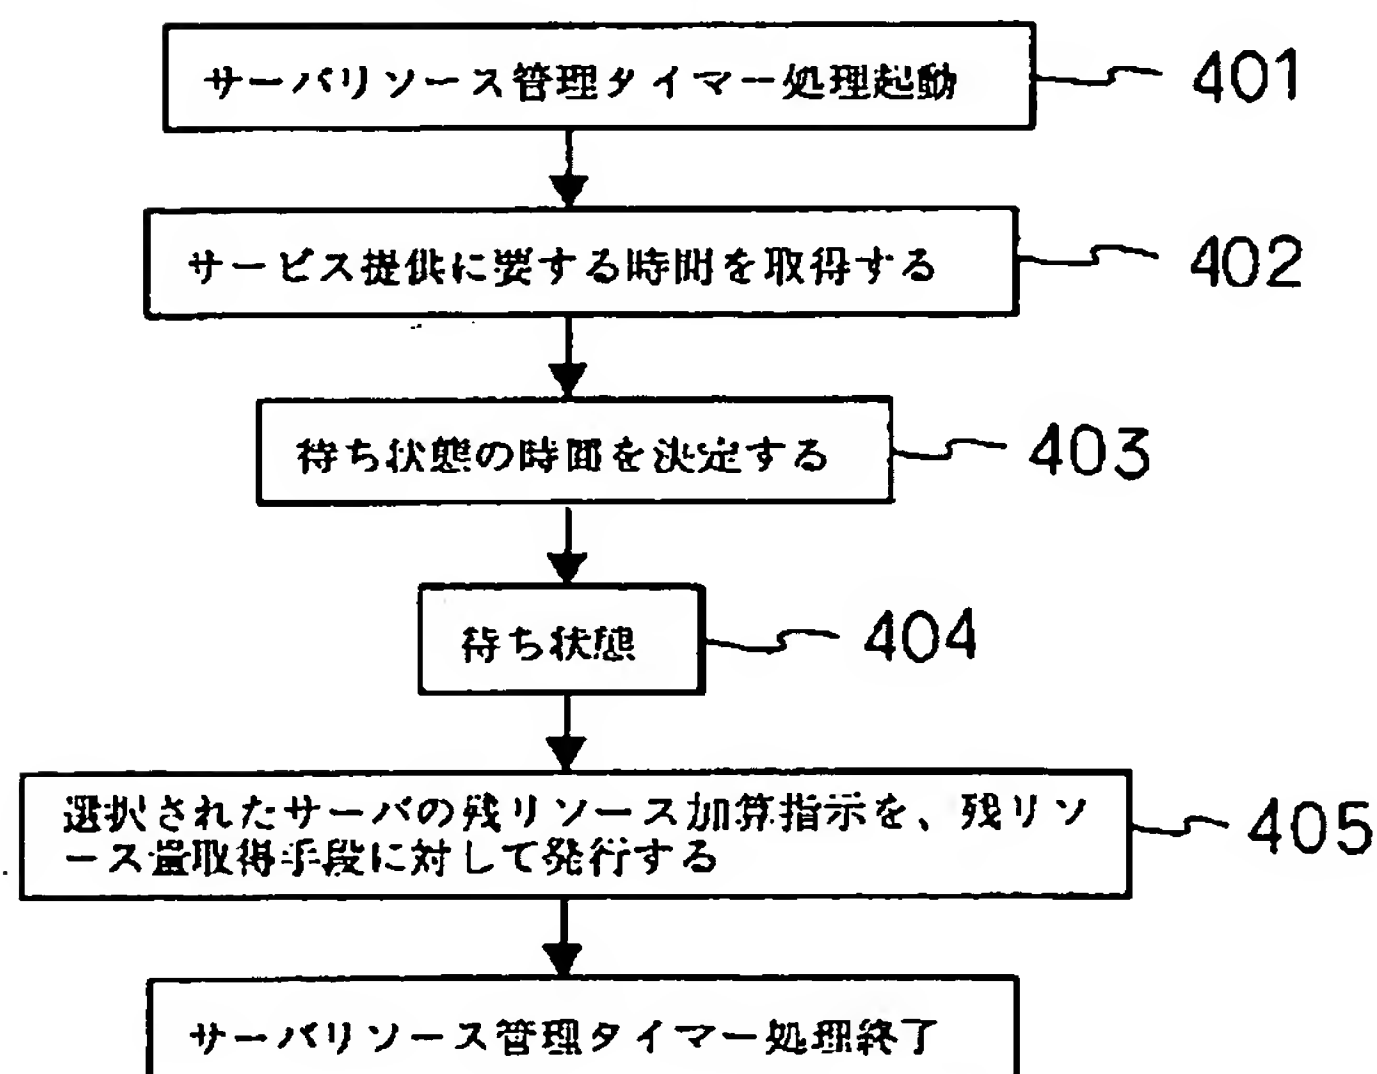 サーバリソース管理タイマー処理起動
401
サービス提供に要する時間を取得する
402
待ち状態の時間を決定する
403
待ち状態
404
選択されたサーバの残リソース加算指示を、残リソ
ース量取得手段に対して発行する
405
サーバリソース管理タイマー処理終了